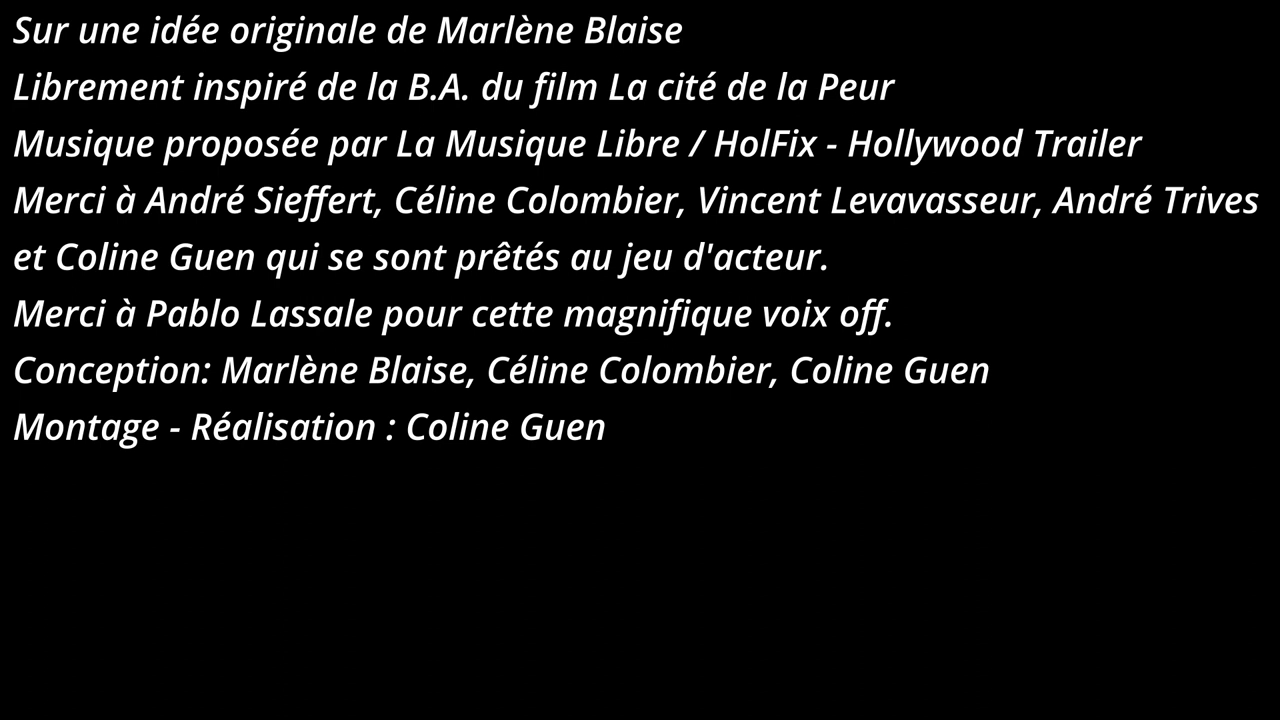 Sur une idée originale de Marlène Blaise
Librement inspiré de la B.A. du film La cité de la Peur
Musique proposée par La Musique Libre / HolFix - Hollywood Trailer
Merci à André Sieffert, Céline Colombier, Vincent Levavasseur, André Trives
et Coline Guen qui se sont prêtés au jeu d'acteur.
Merci à Pablo Lassale pour cette magnifique voix off.
Conception: Marlène Blaise, Céline Colombier, Coline Guen
Montage - Réalisation : Coline Guen